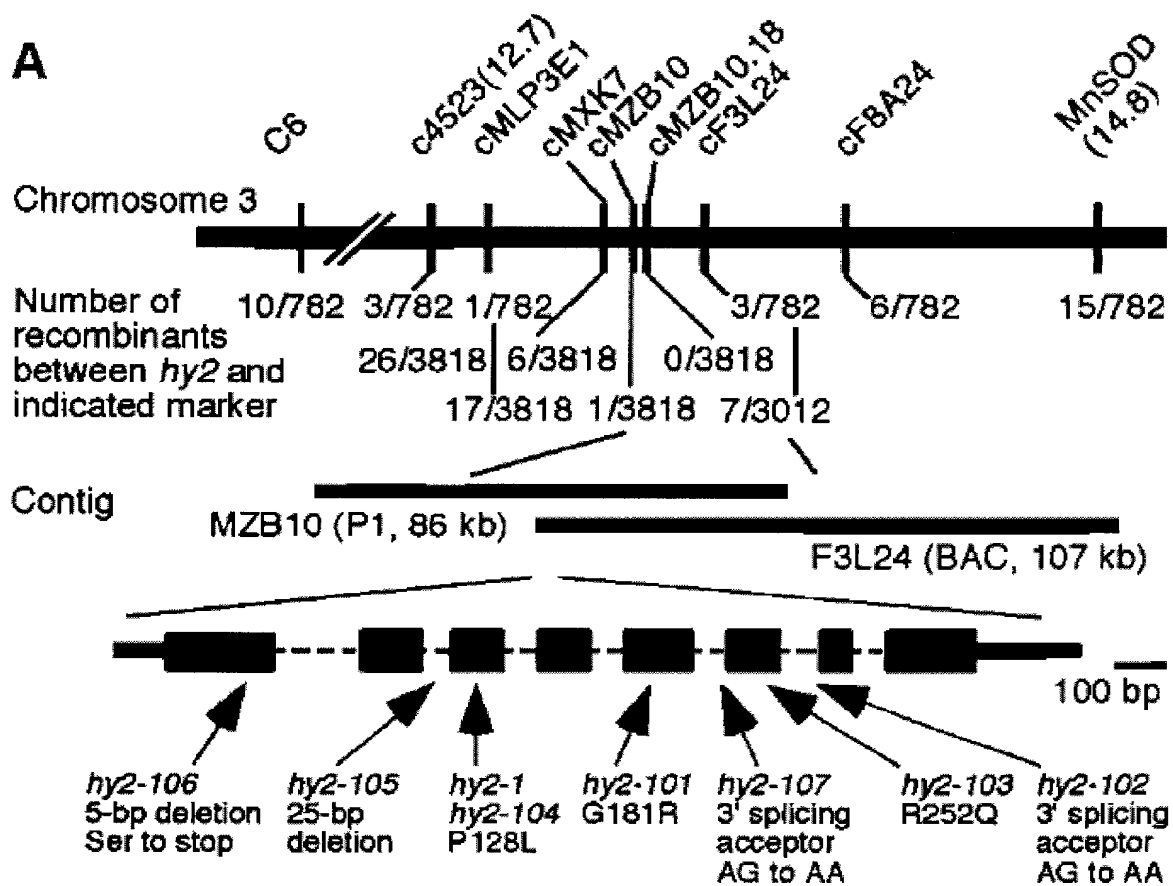 A
C6
c4523(12.7)
cMLP3E1
cMXK7
cMZB10
cMZB10.18
cF3L24
cF8A24
MnSOD
(14.8)
Chromosome 3
Number of
recombinants
between hy2 and
indicated marker
10/782 3/782 1/782 3/782 6/782 15/782
26/3818 6/3818 0/3818
17/3818 1/3818 7/3012
Contig
MZB10 (P1, 86 kb)
F3L24 (BAC, 107 kb)
100 bp
hy2-106
5-bp deletion
Ser to stop
hy2-105
25-bp
deletion
hy2-1
hy2-104
P128L
hy2-101
G181R
hy2-107
3' splicing
acceptor
AG to AA
hy2-103
R252Q
hy2-102
3' splicing
acceptor
AG to AA